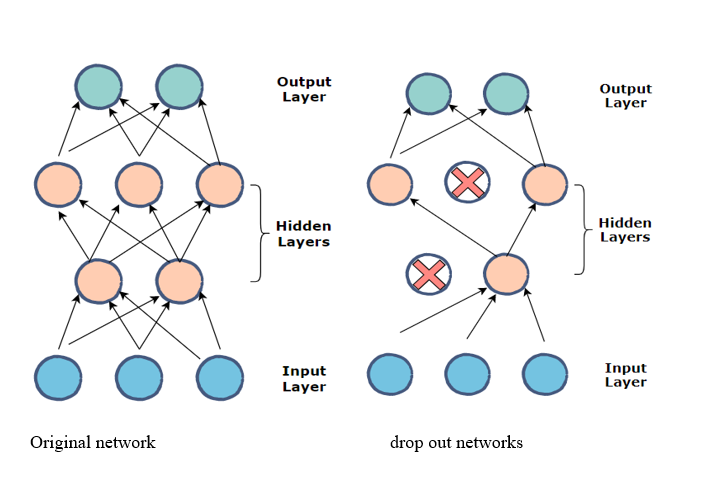 Output
Layer
Hidden
Layers
Input
Layer
Original network
Output
Layer
Hidden
Layers
Input
Layer
drop out networks